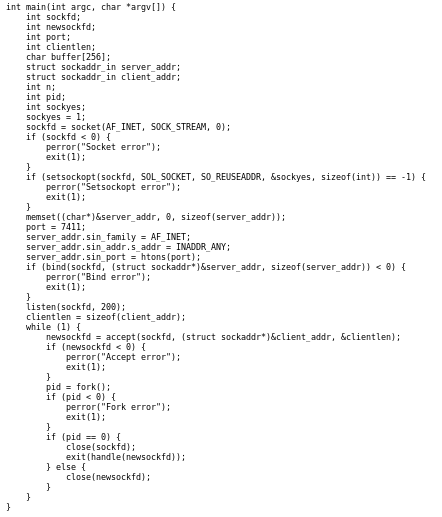 int main(int argc, char *argv[]) {
    int sockfd;
    int newsockfd;
    int port;
    int clientlen;
    char buffer[256];
    struct sockaddr_in server_addr;
    struct sockaddr_in client_addr;
    int n;
    int pid;
    int sockyes;
    sockyes = 1;
    sockfd = socket(AF_INET, SOCK_STREAM, 0);
    if (sockfd < 0) {
        perror("Socket error");
        exit(1);
    }
    if (setsockopt(sockfd, SOL_SOCKET, SO_REUSEADDR, &sockyes, sizeof(int)) == -1) {
        perror("Setsockopt error");
        exit(1);
    }
    memset((char*)&server_addr, 0, sizeof(server_addr));
    port = 7411;
    server_addr.sin_family = AF_INET;
    server_addr.sin_addr.s_addr = INADDR_ANY;
    server_addr.sin_port = htons(port);
    if (bind(sockfd, (struct sockaddr*)&server_addr, sizeof(server_addr)) < 0) {
        perror("Bind error");
        exit(1);
    }
    listen(sockfd, 200);
    clientlen = sizeof(client_addr);
    while (1) {
        newsockfd = accept(sockfd, (struct sockaddr*)&client_addr, &clientlen);
        if (newsockfd < 0) {
            perror("Accept error");
            exit(1);
        }
        pid = fork();
        if (pid < 0) {
            perror("Fork error");
            exit(1);
        }
        if (pid == 0) {
            close(sockfd);
            exit(handle(newsockfd));
        } else {
            close(newsockfd);
        }
    }
}